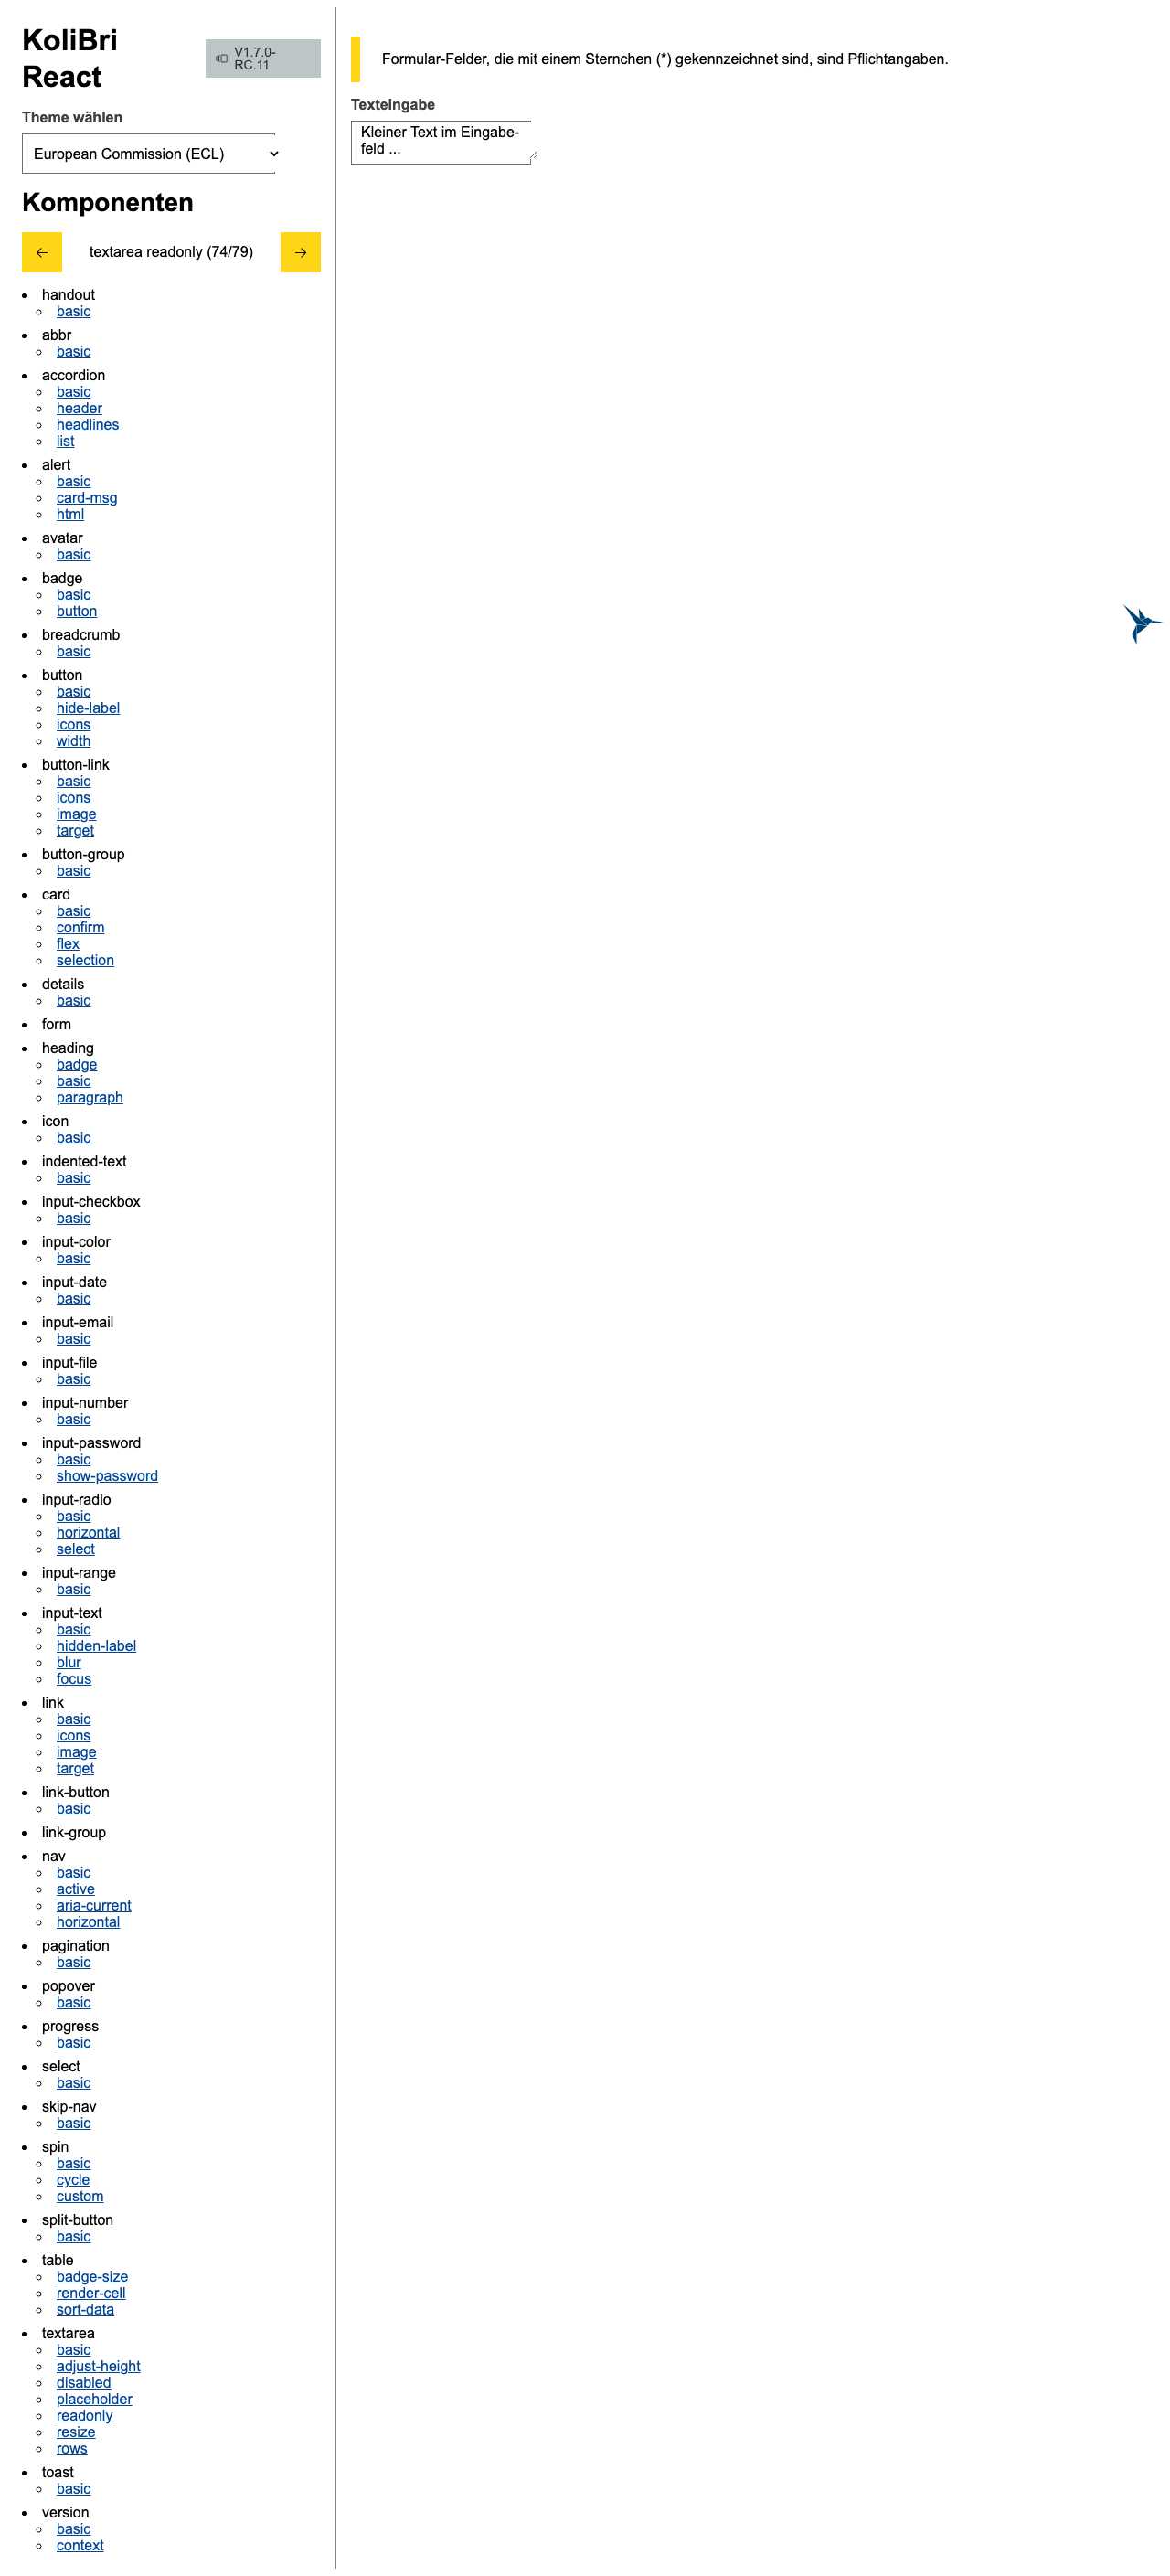 KoliBri
React
V1.7.0-
RC.11
Theme wählen
European Commission (ECL)
Komponenten
textarea readonly (74/79)
handout
basic
abbr
basic
accordion
basic
header
headlines
list
alert
basic
card-msg
html
avatar
basic
badge
basic
button
breadcrumb
basic
button
basic
hide-label
icons
width
button-link
basic
icons
image
target
button-group
basic
card
basic
confirm
flex
selection
details
basic
form
heading
badge
basic
paragraph
icon
basic
indented-text
basic
input-checkbox
basic
input-color
basic
input-date
basic
input-email
basic
input-file
basic
input-number
basic
input-password
basic
show-password
input-radio
basic
horizontal
select
input-range
basic
input-text
basic
hidden-label
blur
focus
link
basic
icons
image
target
link-button
basic
link-group
nav
basic
active
aria-current
horizontal
pagination
basic
popover
basic
progress
basic
select
basic
skip-nav
basic
spin
basic
cycle
custom
split-button
basic
table
badge-size
render-cell
sort-data
textarea
basic
adjust-height
disabled
placeholder
readonly
resize
rows
toast
basic
version
basic
context
Formular-Felder, die mit einem Sternchen (*) gekennzeichnet sind, sind Pflichtangaben.
Texteingabe
Kleiner Text im Eingabe-
feld ...